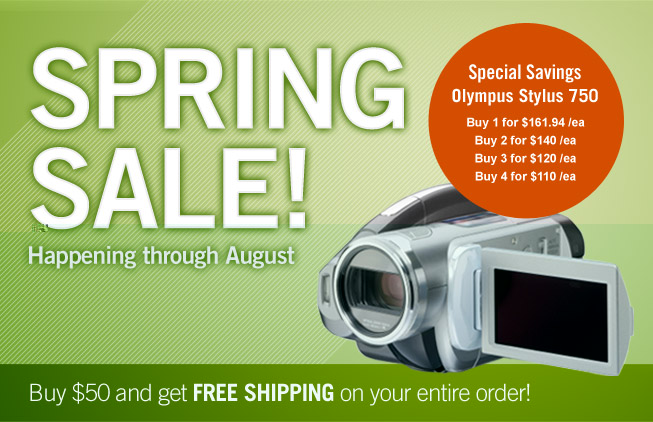 SPRING
SALE!
Happening through August
Special Savings
Olympus Stylus 750
Buy 1 for $161.94 /ea
Buy 2 for $140 /ea
Buy 3 for $120 /ea
Buy 4 for $110 /ea
Buy $50 and get FREE SHIPPING on your entire order!